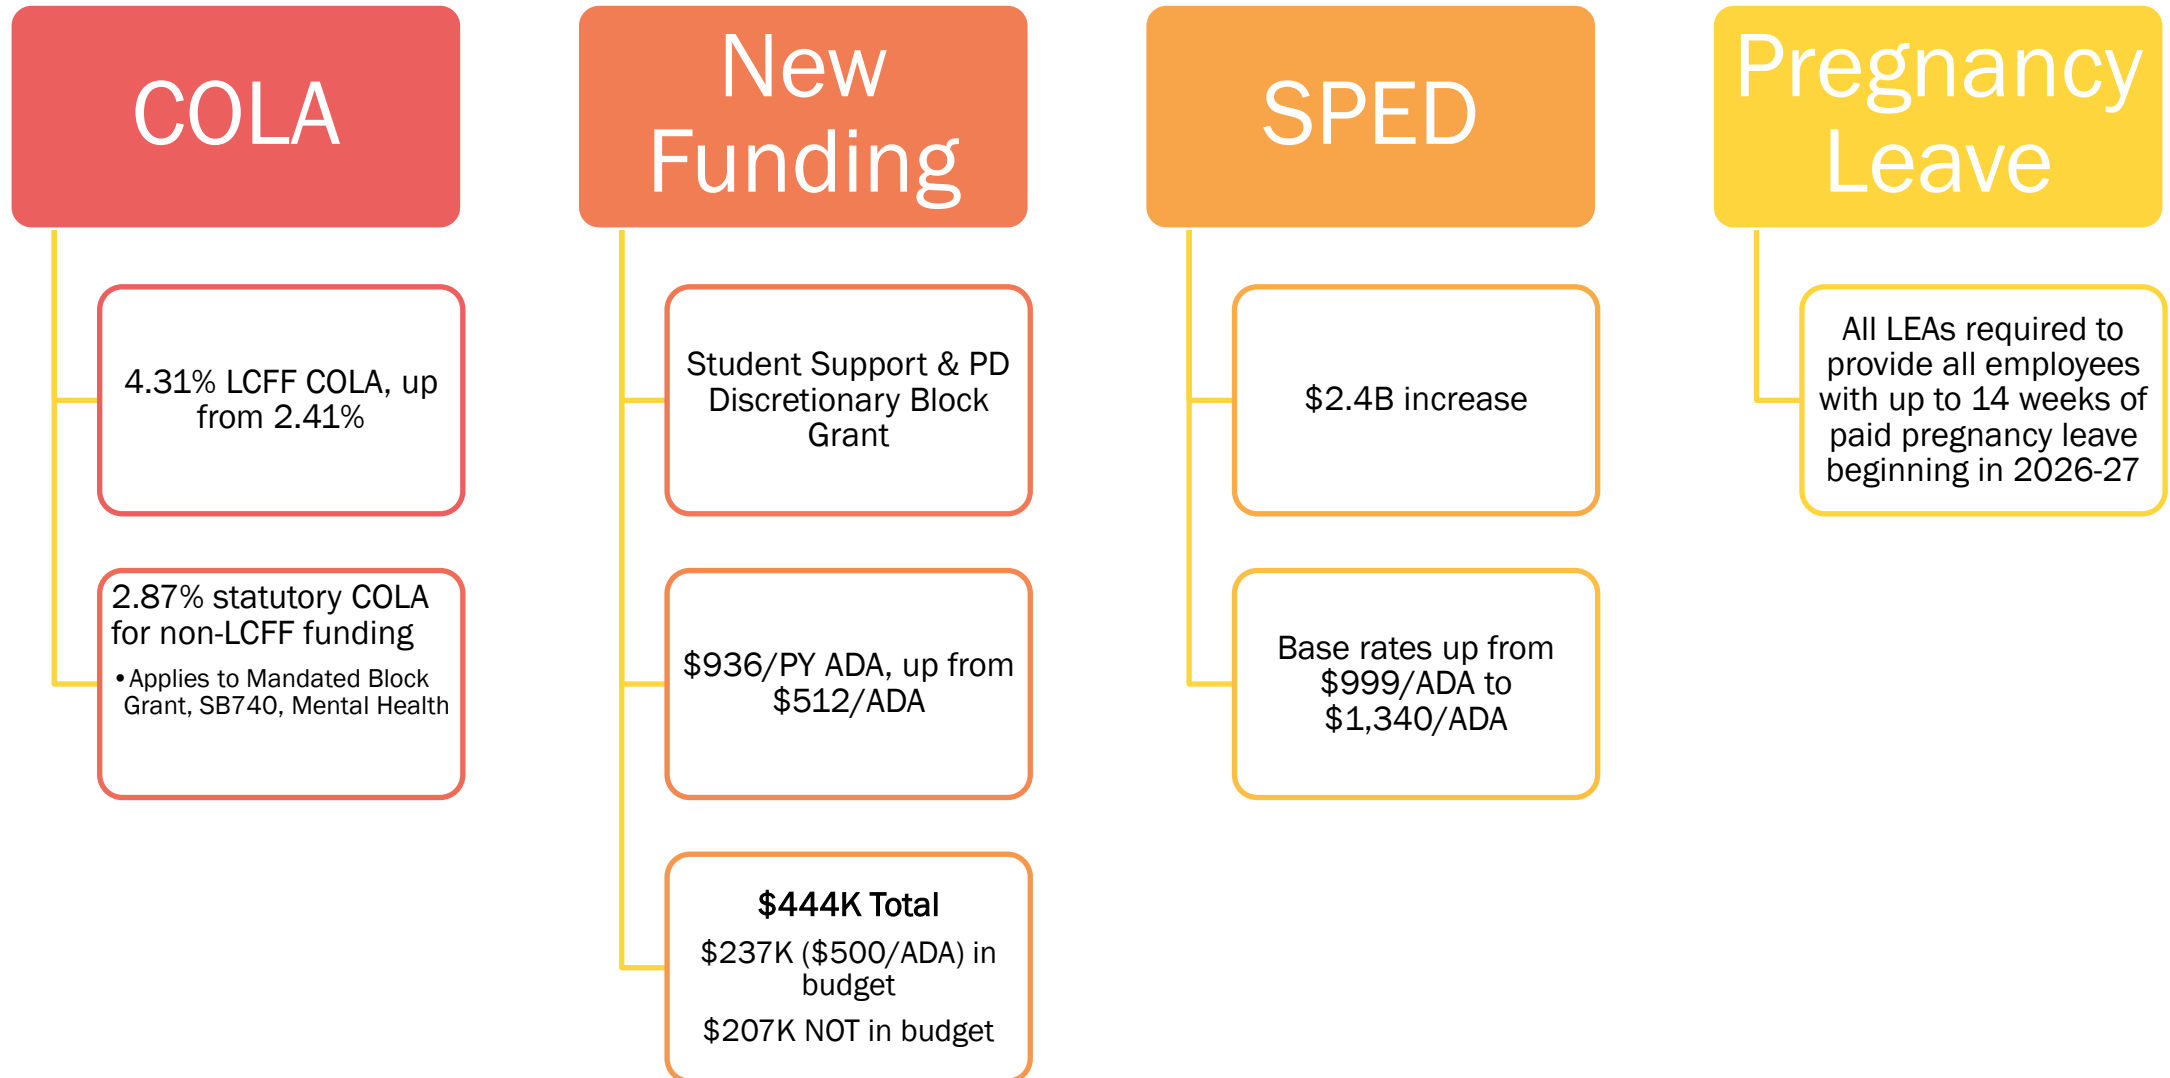 COLA
4.31% LCFF COLA, up
from 2.41%
2.87% statutory COLA
for non-LCFF funding
•Applies to Mandated Block
Grant, SB740, Mental Health
New
Funding
Student Support & PD
Discretionary Block
Grant
$936/PY ADA, up from
$512/ADA
$444K Total
$237K ($500/ADA) in
budget
$207K NOT in budget
SPED
$2.4B increase
Base rates up from
$999/ADA to
$1,340/ADA
Pregnancy
Leave
All LEAs required to
provide all employees
with up to 14 weeks of
paid pregnancy leave
beginning in 2026-27